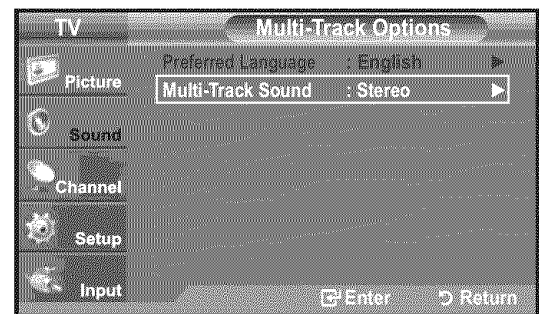 TV
Multi-Track Options
Preferred Language : English
Multi-Track Sound : Stereo
Picture
Sound
Channel
Setup
Input
Enter Return